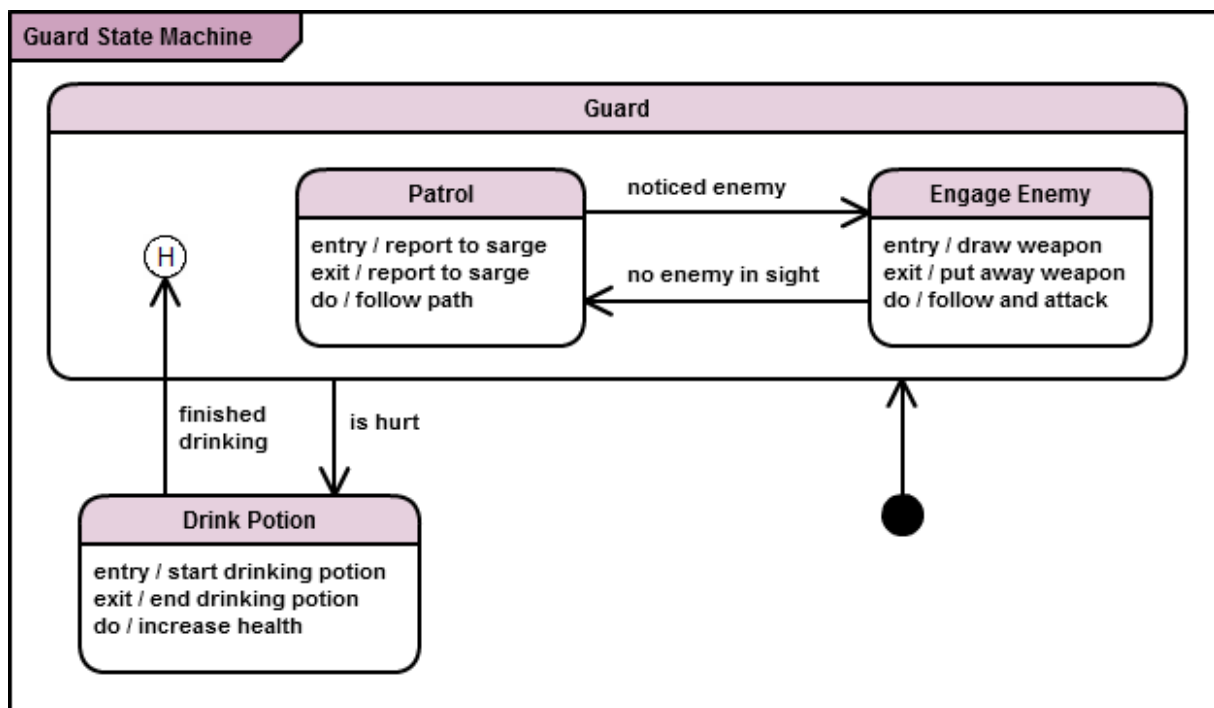 Guard State Machine
Guard
Patrol
entry / report to sarge
exit / report to sarge
do / follow path
noticed enemy
no enemy in sight
Engage Enemy
entry / draw weapon
exit / put away weapon
do / follow and attack
H
finished
drinking
is hurt
Drink Potion
entry / start drinking potion
exit / end drinking potion
do / increase health